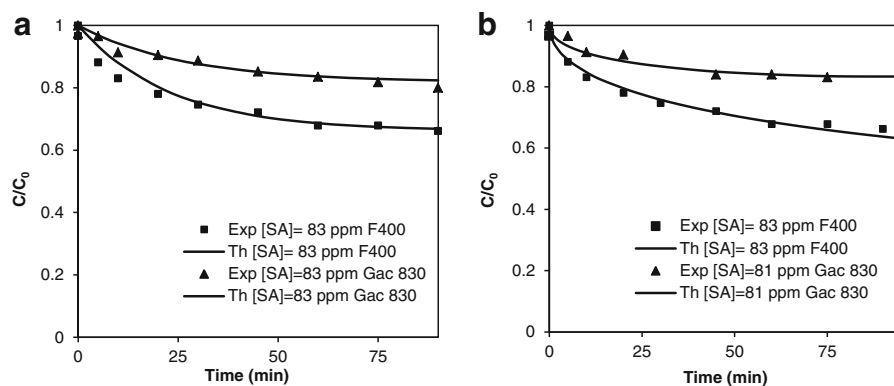 a
1
0.8
0.6
0.4
0.2
0
C/C0
Exp [SA]= 83 ppm F400
Th [SA]= 83 ppm F400
Exp [SA]=83 ppm Gac 830
Th [SA]=83 ppm Gac 830
0 25 50 75
Time (min)
b
1
0.8
0.6
0.4
0.2
0
C/C0
Exp [SA]= 83 ppm F400
Th [SA]= 83 ppm F400
Exp [SA]=81 ppm Gac 830
Th [SA]=81 ppm Gac 830
0 25 50 75
Time (min)